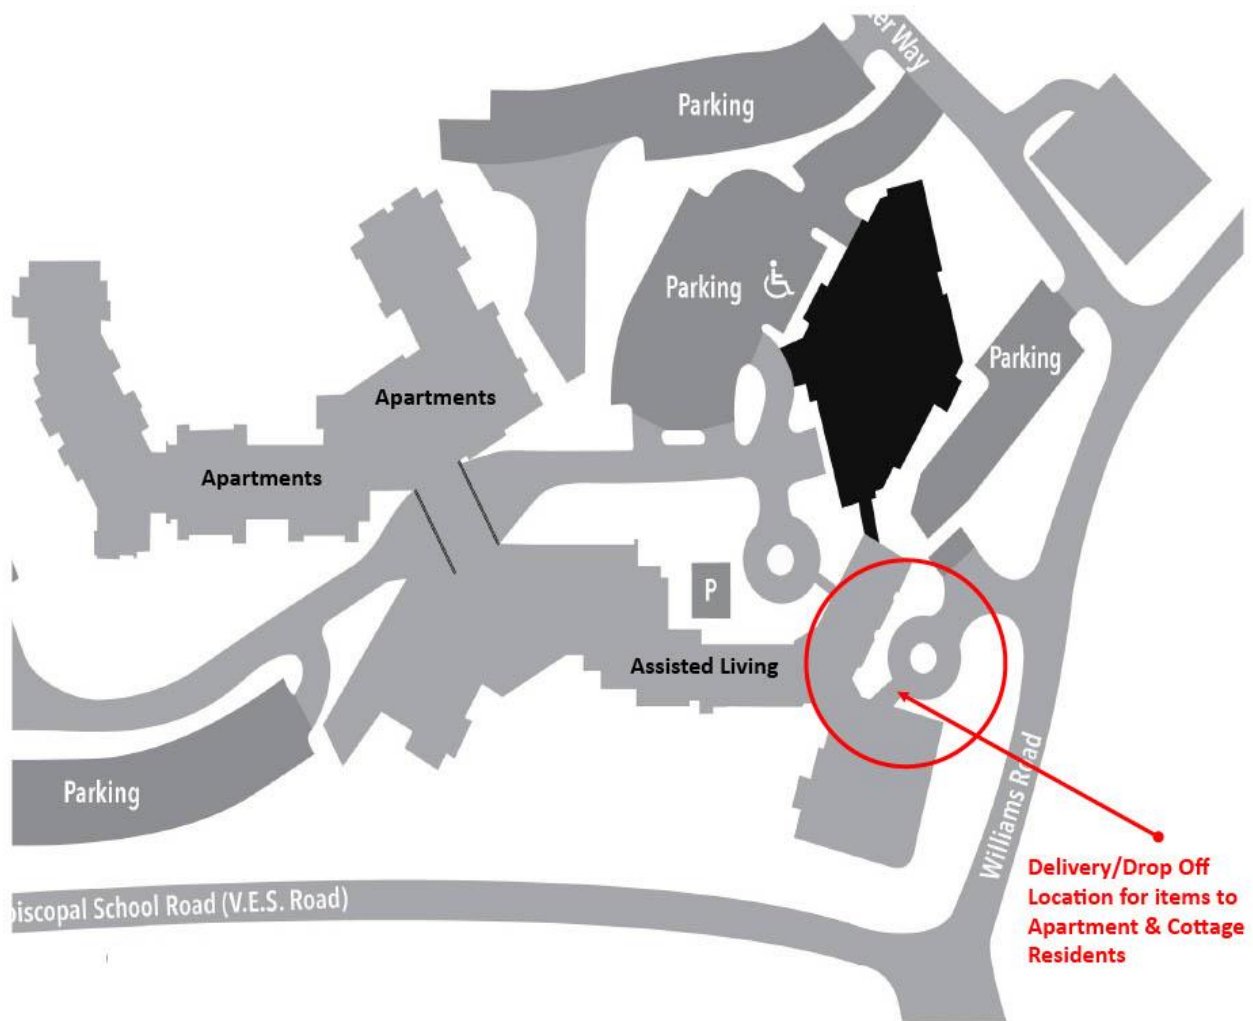 er Way
Parking
Parking
Parking
Apartments
Apartments
P
Assisted Living
Parking
Williams Road
Delivery/Drop Off
Location for items to
Apartment & Cottage
Residents
piscopal School Road (V.E.S. Road)